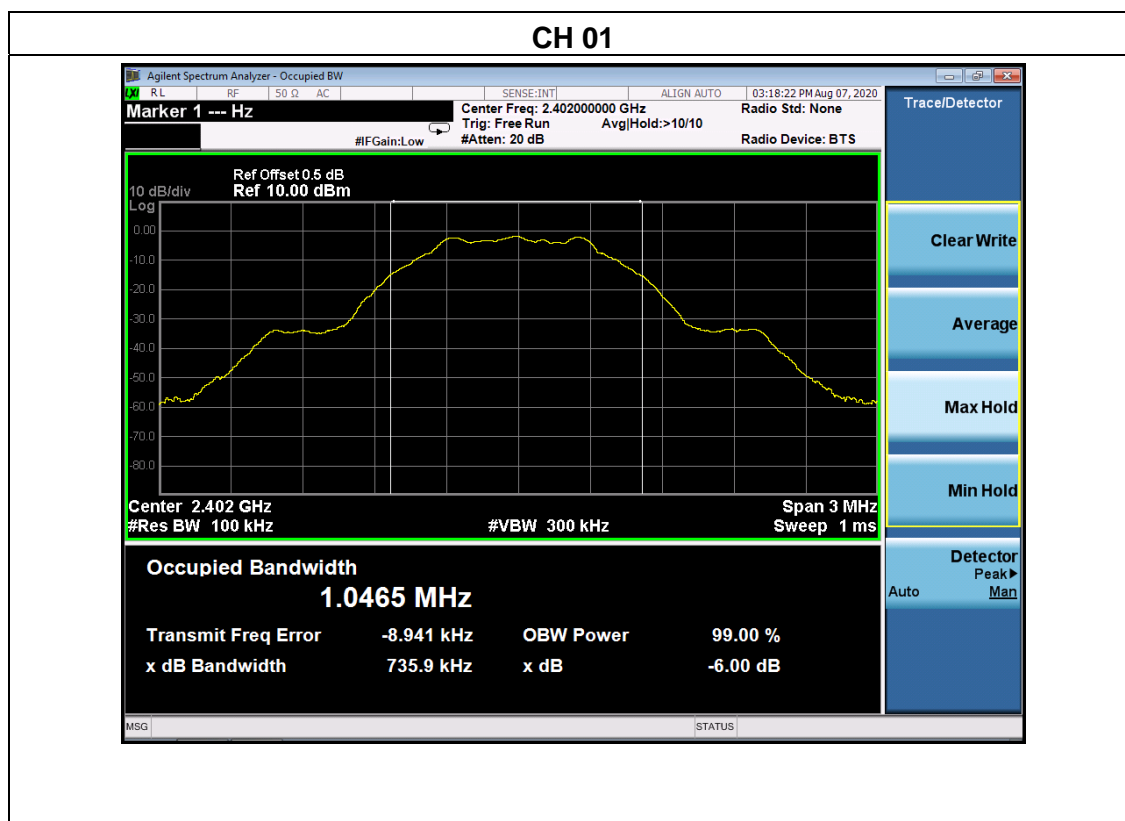 CH 01
Agilent Spectrum Analyzer - Occupied BW
LXI RL RF 50 Ω AC SENSE:INT ALIGN AUTO 03:18:22 PM Aug 07, 2020
Marker 1 --- Hz
#IFGain:Low
Center Freq: 2.402000000 GHz
Trig: Free Run Avg|Hold:>10/10
#Atten: 20 dB
Radio Std: None
Radio Device: BTS
Trace/Detector
Ref Offset 0.5 dB
10 dB/div Ref 10.00 dBm
Log
0.00
-10.0
-20.0
-30.0
-40.0
-50.0
-60.0
-70.0
-80.0
Center 2.402 GHz Span 3 MHz
#Res BW 100 kHz #VBW 300 kHz Sweep 1 ms
Clear Write
Average
Max Hold
Min Hold
Detector
Peak▶
Auto Man
Occupied Bandwidth
1.0465 MHz
Transmit Freq Error -8.941 kHz OBW Power 99.00 %
x dB Bandwidth 735.9 kHz x dB -6.00 dB
MSG STATUS